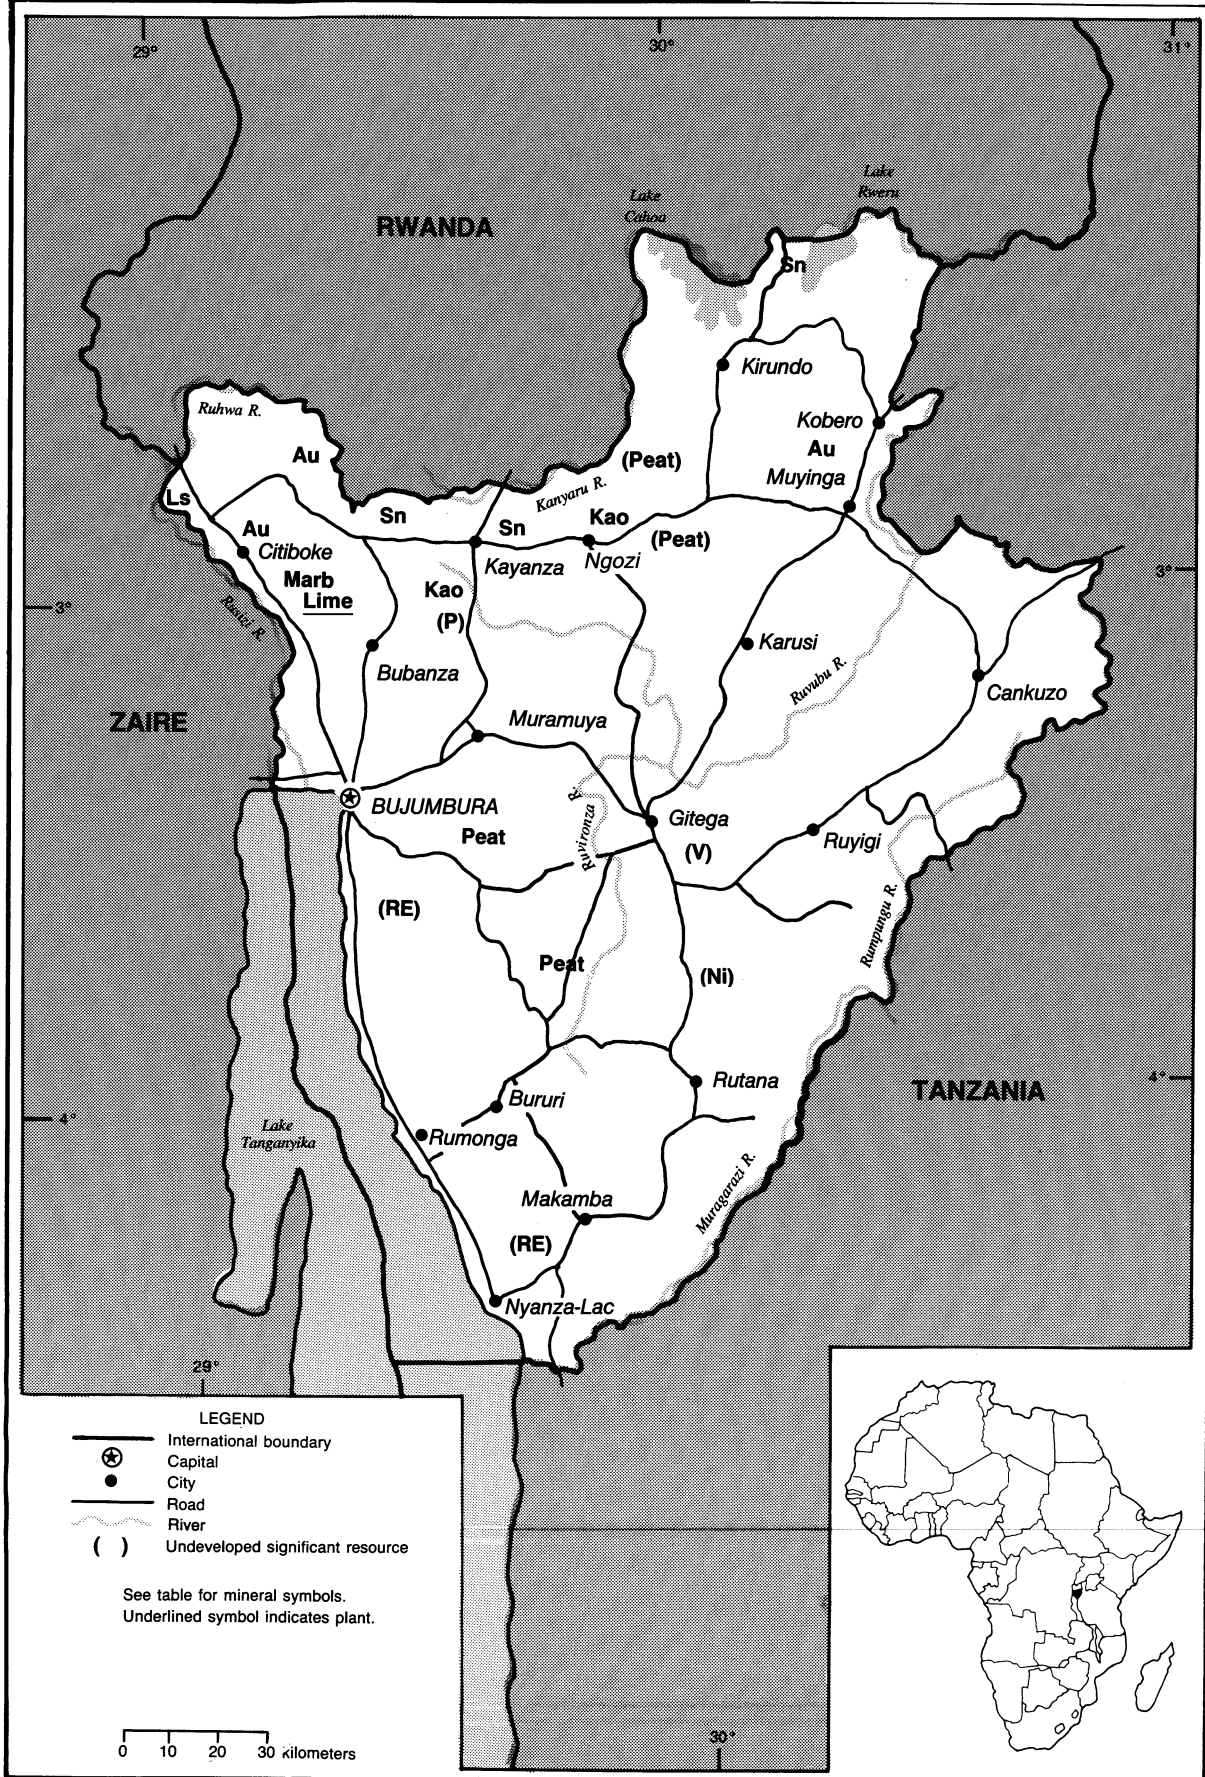 29°
30°
31°
Lake
Rweru
Lake
Cahoa
RWANDA
Sn
Kirundo
Ruhwa R.
Kobero
Au
Au
(Peat)
Muyinga
Kanyaru R.
Ls
Sn
Sn
Kao
Au
(Peat)
Citiboke
Kayanza
Ngozi
3°
Marb
Kao
Lime
3°
(P)
Rusizi R.
Karusi
Bubanza
Ruvubu R.
Cankuzo
ZAIRE
Muramuya
BUJUMBURA
Ruvironza R.
Gitega
Peat
Ruyigi
(V)
(RE)
Rumpungu R.
Peat
(Ni)
Rutana
4°
TANZANIA
Bururi
4°
Lake
Tanganyika
Rumonga
Muragarazi R.
Makamba
(RE)
Nyanza-Lac
29°
LEGEND
International boundary
Capital
City
Road
River
( ) Undeveloped significant resource
See table for mineral symbols.
Underlined symbol indicates plant.
30°
0 10 20 30 kilometers